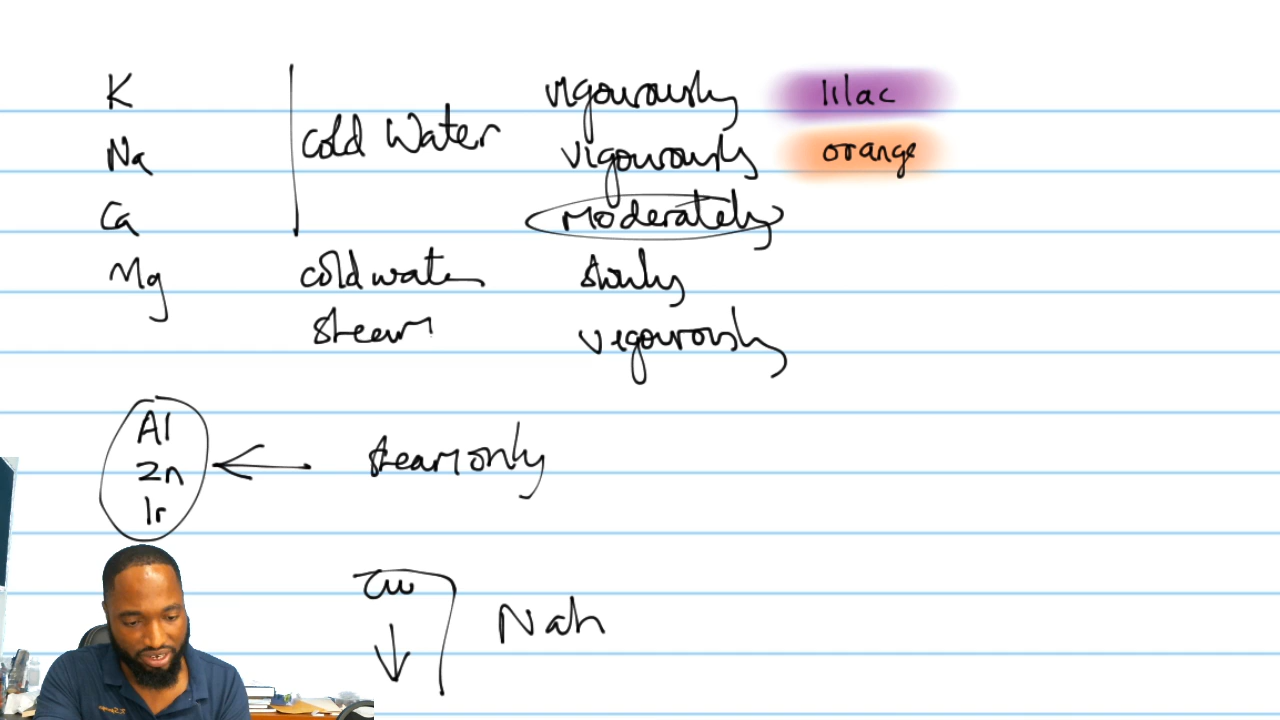 K vigourously lilac
cold Water
Na vigourously orange
Ca Moderately
Mg cold water slowly
steam vigourously
Al
Zn steam only
Ir
Cu
Nah